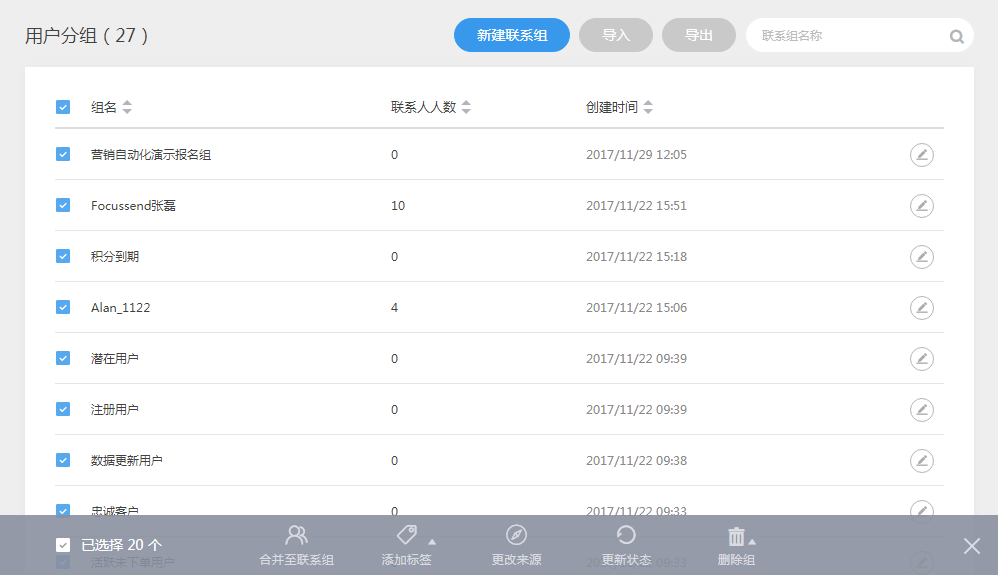 用户分组 ( 27 )
新建联系组 导入 导出 联系组名称
组名 联系人人数 创建时间
营销自动化演示报名组 0 2017/11/29 12:05
Focussend张磊 10 2017/11/22 15:51
积分到期 0 2017/11/22 15:18
Alan_1122 4 2017/11/22 15:06
潜在用户 0 2017/11/22 09:39
注册用户 0 2017/11/22 09:39
数据更新用户 0 2017/11/22 09:38
忠诚客户 0 2017/11/22 09:33
已选择 20 个
合并至联系组 添加标签 更改来源 更新状态 删除组
活跃未下单用户